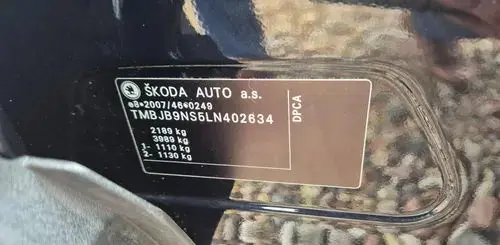 ŠKODA AUTO a.s.
e8*2007/46*0249
TMBJB9NS5LN402634
2189 kg
3989 kg
1- 1110 kg
2- 1130 kg
DPCA